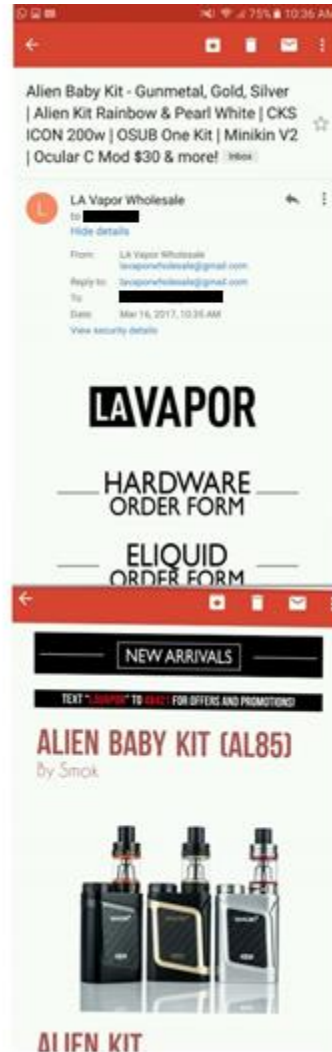 75% 10:36 AM
Alien Baby Kit - Gunmetal, Gold, Silver
| Alien Kit Rainbow & Pearl White | CKS
ICON 200w | OSUB One Kit | Minikin V2
| Ocular C Mod $30 & more! Inbox
L
LA Vapor Wholesale
to
Hide details
From: LA Vapor Wholesale
lavaporwholesale@gmail.com
Reply-to: lavaporwholesale@gmail.com
To:
Date: Mar 16, 2017, 10:35 AM
View security details
LA VAPOR
HARDWARE
ORDER FORM
ELIQUID
ORDER FORM
NEW ARRIVALS
TEXT "LAVAPOR" TO FOR OFFERS AND PROMOTIONS!
ALIEN BABY KIT (AL85)
By Smok
ALIEN KIT